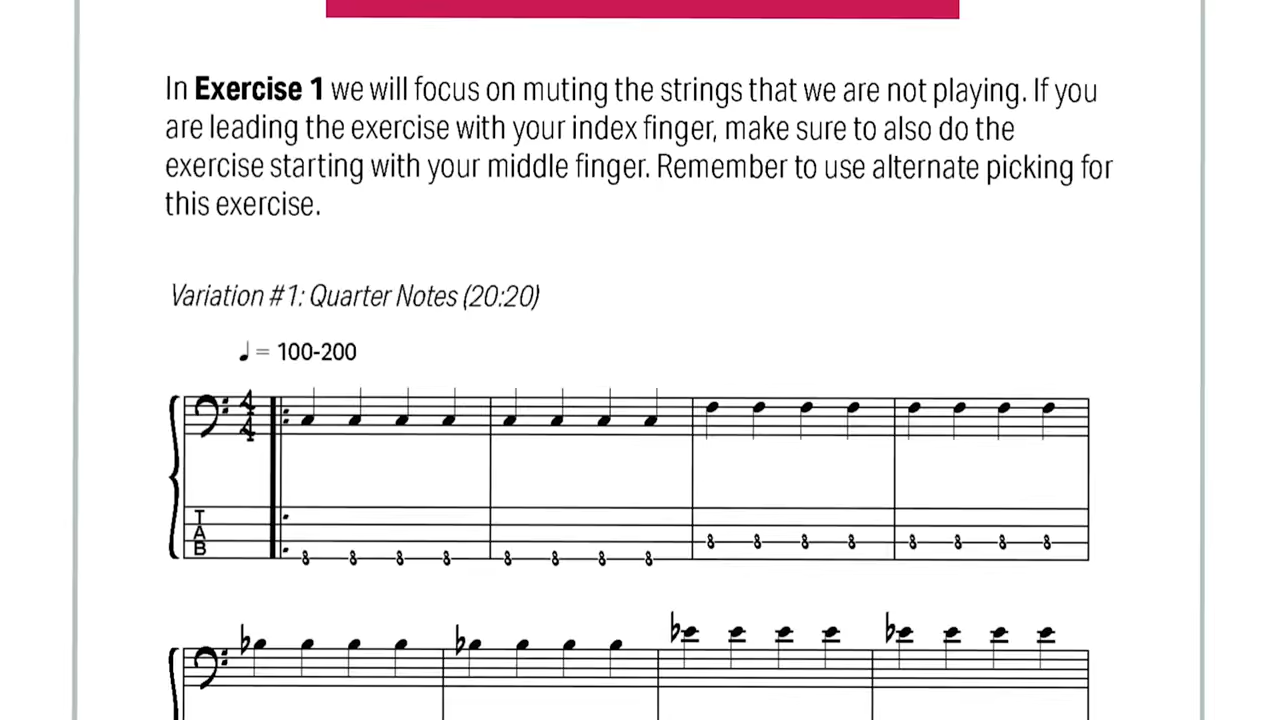 In Exercise 1 we will focus on muting the strings that we are not playing. If you
are leading the exercise with your index finger, make sure to also do the
exercise starting with your middle finger. Remember to use alternate picking for
this exercise.
Variation #1: Quarter Notes (20:20)
♩ = 100-200
4
4
T
A
B
8 8 8 8 8 8 8 8
8 8 8 8 8 8 8 8